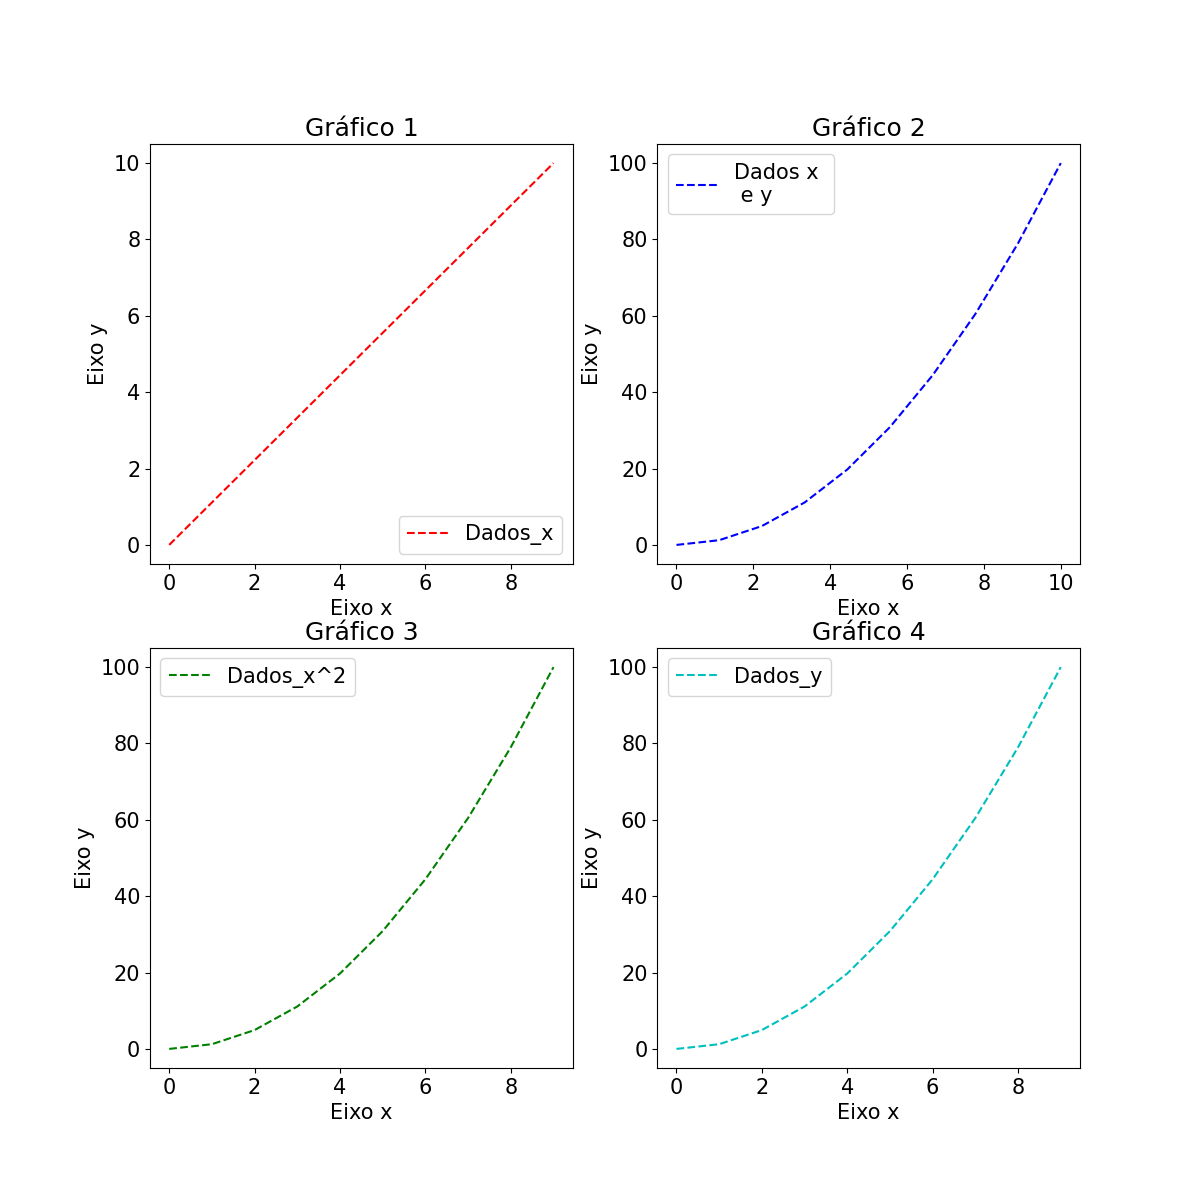 Gráfico 1
Eixo y
10
8
6
4
2
0
Dados_x
0 2 4 6 8
Eixo x
Gráfico 2
Eixo y
100
80
60
40
20
0
Dados x
e y
0 2 4 6 8 10
Eixo x
Gráfico 3
Eixo y
100
80
60
40
20
0
Dados_x^2
0 2 4 6 8
Eixo x
Gráfico 4
Eixo y
100
80
60
40
20
0
Dados_y
0 2 4 6 8
Eixo x